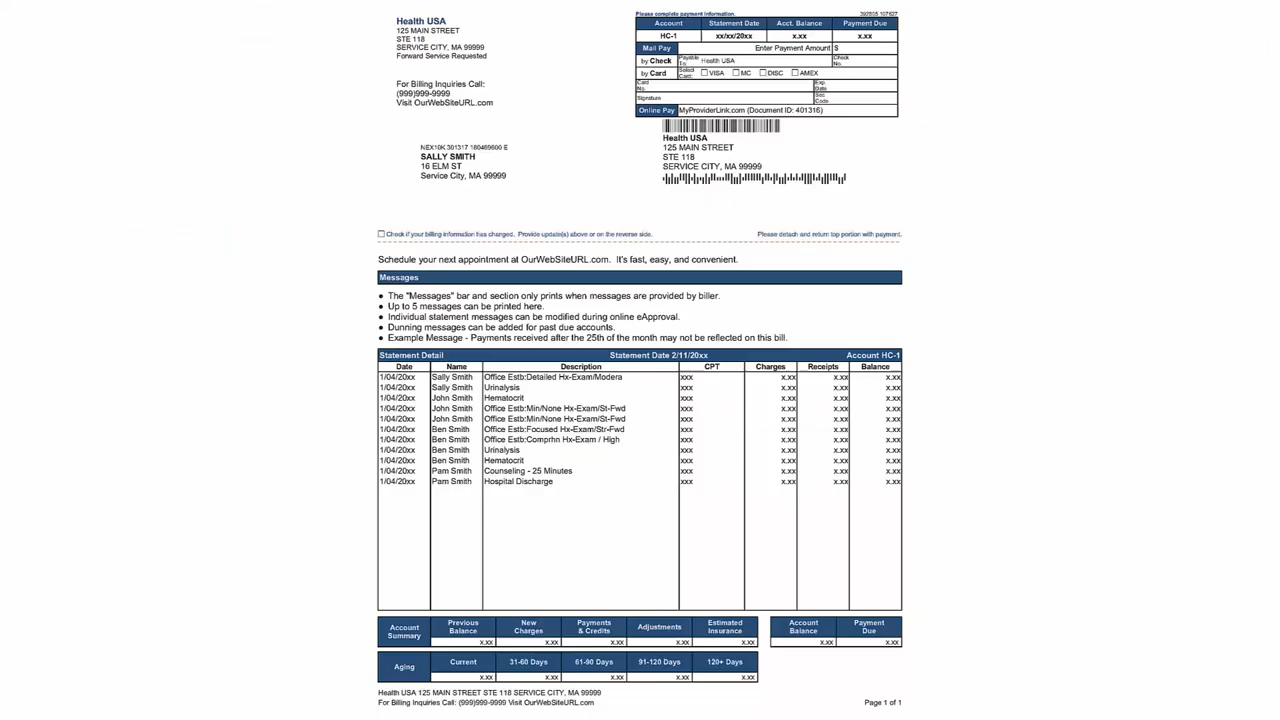 Health USA
125 MAIN STREET
STE 118
SERVICE CITY, MA 99999
Forward Service Requested
For Billing Inquiries Call:
(999)999-9999
Visit OurWebSiteURL.com
NEX10K 301317 180469600 E
SALLY SMITH
16 ELM ST
Service City, MA 99999
Please complete payment information. 392805 107627
Account Statement Date Acct. Balance Payment Due
HC-1 xx/xx/20xx x.xx x.xx
Mail Pay Enter Payment Amount $
by Check Payable To: Health USA Check No.
by Card Select Card: VISA MC DISC AMEX
Card No. Exp. Date
Signature Sec Code
Online Pay MyProviderLink.com (Document ID: 401316)
Health USA
125 MAIN STREET
STE 118
SERVICE CITY, MA 99999
Check if your billing information has changed. Provide update(s) above or on the reverse side. Please detach and return top portion with payment.
Schedule your next appointment at OurWebSiteURL.com. It's fast, easy, and convenient.
Messages
● The "Messages" bar and section only prints when messages are provided by biller.
● Up to 5 messages can be printed here.
● Individual statement messages can be modified during online eApproval.
● Dunning messages can be added for past due accounts.
● Example Message - Payments received after the 25th of the month may not be reflected on this bill.
Statement Detail Statement Date 2/11/20xx Account HC-1
Date Name Description CPT Charges Receipts Balance
1/04/20xx Sally Smith Office Estb:Detailed Hx-Exam/Modera xxx x.xx x.xx x.xx
1/04/20xx Sally Smith Urinalysis xxx x.xx x.xx x.xx
1/04/20xx John Smith Hematocrit xxx x.xx x.xx x.xx
1/04/20xx John Smith Office Estb:Min/None Hx-Exam/St-Fwd xxx x.xx x.xx x.xx
1/04/20xx John Smith Office Estb:Min/None Hx-Exam/St-Fwd xxx x.xx x.xx x.xx
1/04/20xx Ben Smith Office Estb:Focused Hx-Exam/Str-Fwd xxx x.xx x.xx x.xx
1/04/20xx Ben Smith Office Estb:Comprhn Hx-Exam / High xxx x.xx x.xx x.xx
1/04/20xx Ben Smith Urinalysis xxx x.xx x.xx x.xx
1/04/20xx Ben Smith Hematocrit xxx x.xx x.xx x.xx
1/04/20xx Pam Smith Counseling - 25 Minutes xxx x.xx x.xx x.xx
1/04/20xx Pam Smith Hospital Discharge xxx x.xx x.xx x.xx
Account Summary Previous Balance New Charges Payments & Credits Adjustments Estimated Insurance Account Balance Payment Due
x.xx x.xx x.xx x.xx x.xx x.xx x.xx
Aging Current 31-60 Days 61-90 Days 91-120 Days 120+ Days
x.xx x.xx x.xx x.xx x.xx
Health USA 125 MAIN STREET STE 118 SERVICE CITY, MA 99999
For Billing Inquiries Call: (999)999-9999 Visit OurWebSiteURL.com Page 1 of 1